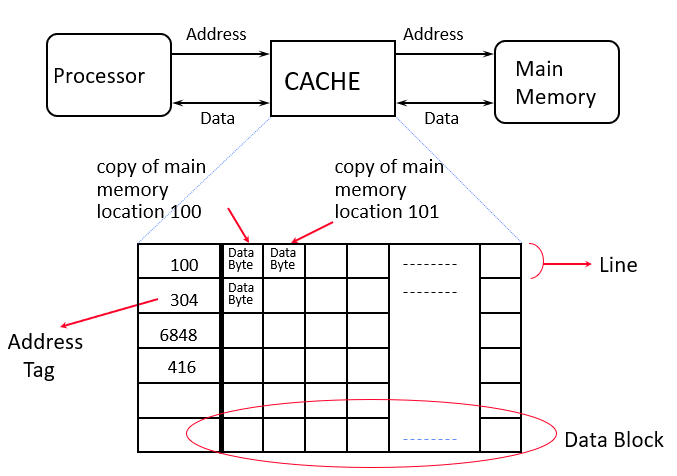 Address
Address
Processor
CACHE
Main
Memory
Data
Data
copy of main
memory
location 100
copy of main
memory
location 101
100
Data
Byte
Data
Byte
--------
Line
304
Data
Byte
--------
Address
Tag
6848
416
--------
Data Block